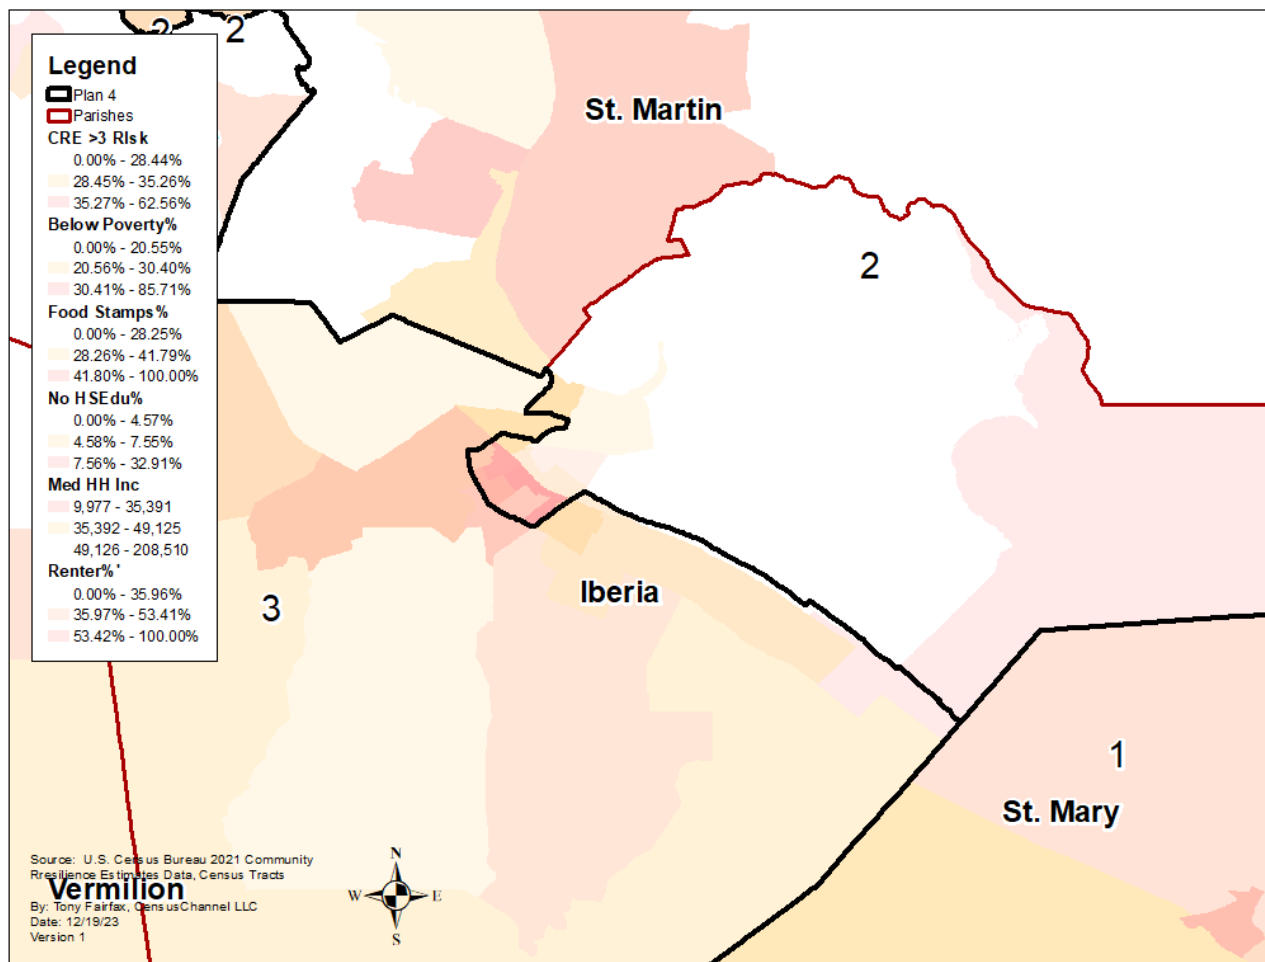 2
2
Legend
Plan 4
Parishes
CRE >3 RIsk
0.00% - 28.44%
28.45% - 35.26%
35.27% - 62.56%
Below Poverty%
0.00% - 20.55%
20.56% - 30.40%
30.41% - 85.71%
Food Stamps%
0.00% - 28.25%
28.26% - 41.79%
41.80% - 100.00%
No HSEdu%
0.00% - 4.57%
4.58% - 7.55%
7.56% - 32.91%
Med HH Inc
9,977 - 35,391
35,392 - 49,125
49,126 - 208,510
Renter%'
0.00% - 35.96%
35.97% - 53.41%
53.42% - 100.00%
St. Martin
2
Iberia
3
1
St. Mary
Source: U.S. Census Bureau 2021 Community
Rresilience Estimates Data, Census Tracts
Vermilion
By: Tony Fairfax, CensusChannel LLC
Date: 12/19/23
Version 1
N
W E
S